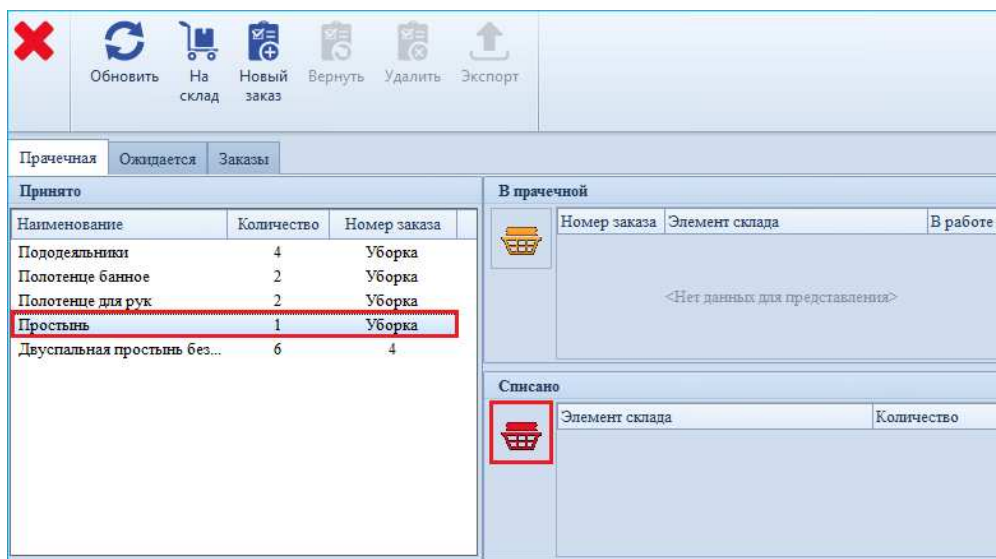 Обновить
На склад
Новый заказ
Вернуть
Удалить
Экспорт
Прачечная Ожидается Заказы
Принято
Наименование Количество Номер заказа
Пододеяльники 4 Уборка
Полотенце банное 2 Уборка
Полотенце для рук 2 Уборка
Простынь 1 Уборка
Двуспальная простынь без... 6 4
В прачечной
Номер заказа Элемент склада В работе
<Нет данных для представления>
Списано
Элемент склада Количество